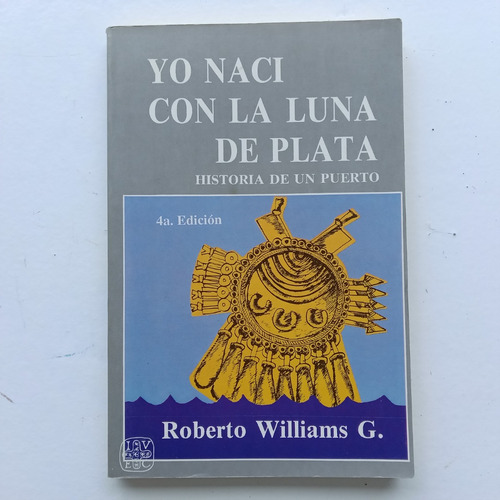 YO NACI
CON LA LUNA
DE PLATA
HISTORIA DE UN PUERTO
4a. Edición
Roberto Williams G.